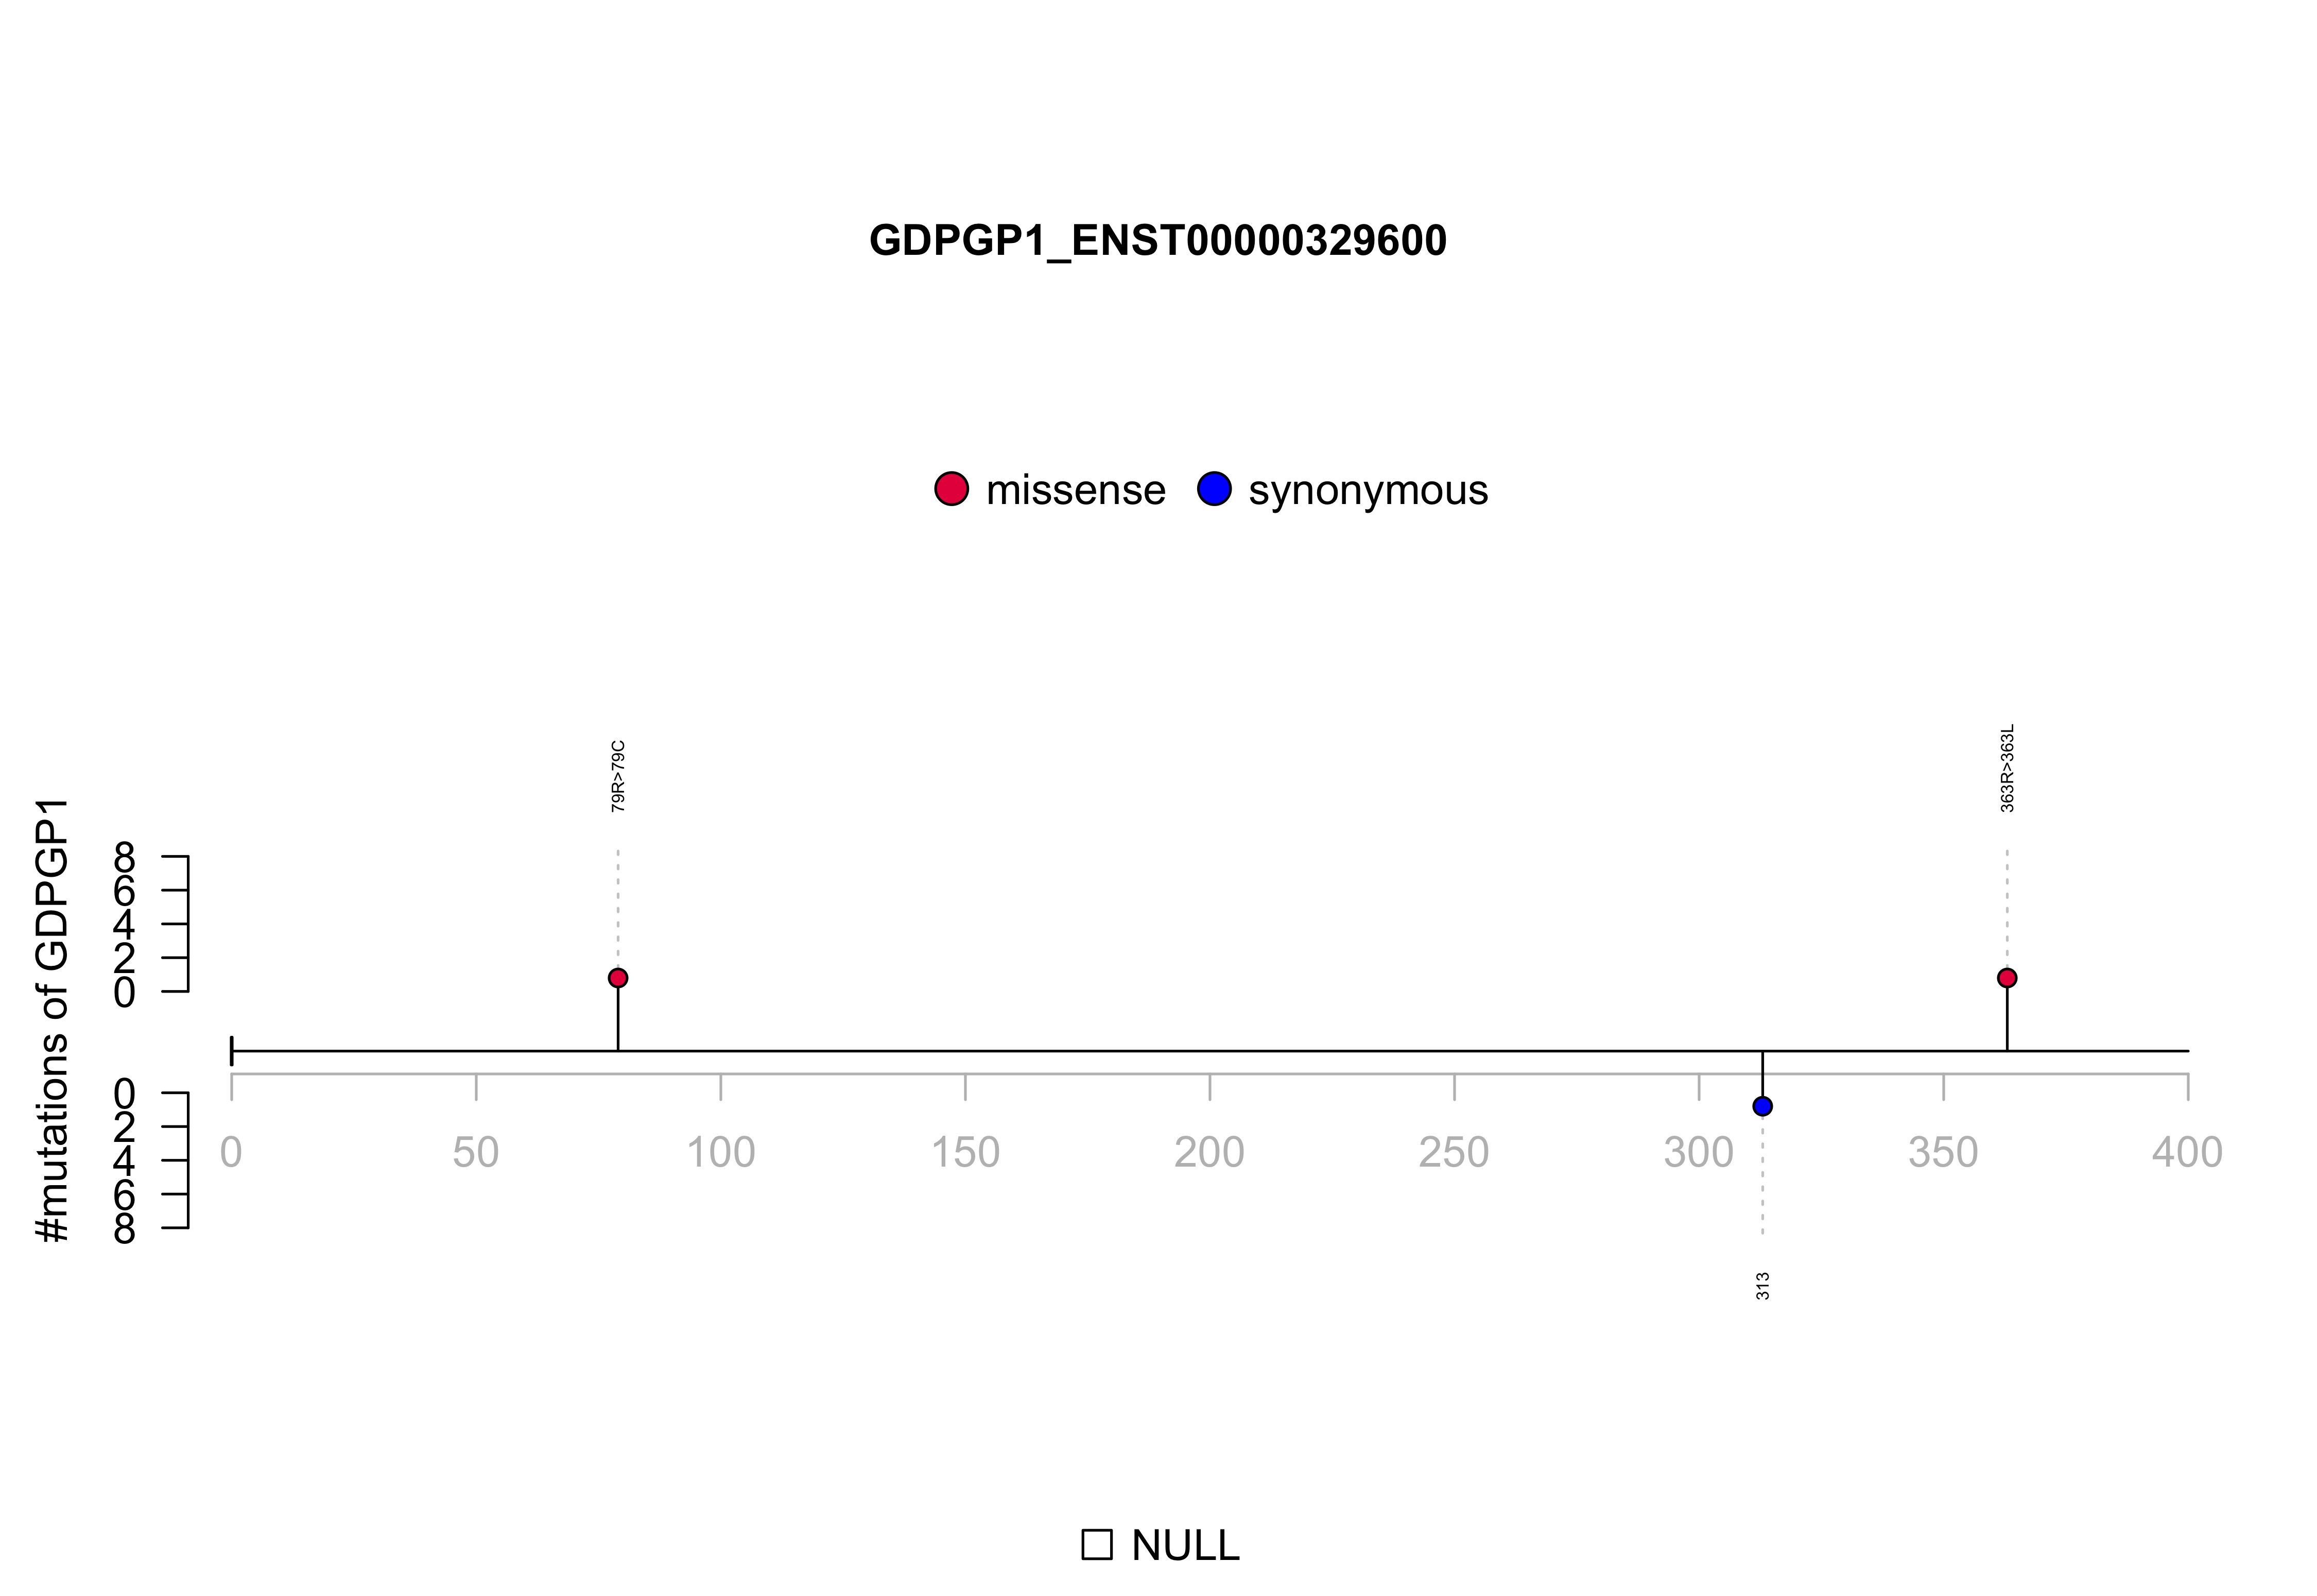 GDPGP1_ENST00000329600
missense synonymous
79R>79C
363R>363L
#mutations of GDPGP1
8
6
4
2
0
0
2
4
6
8
0 50 100 150 200 250 300 350 400
313
NULL